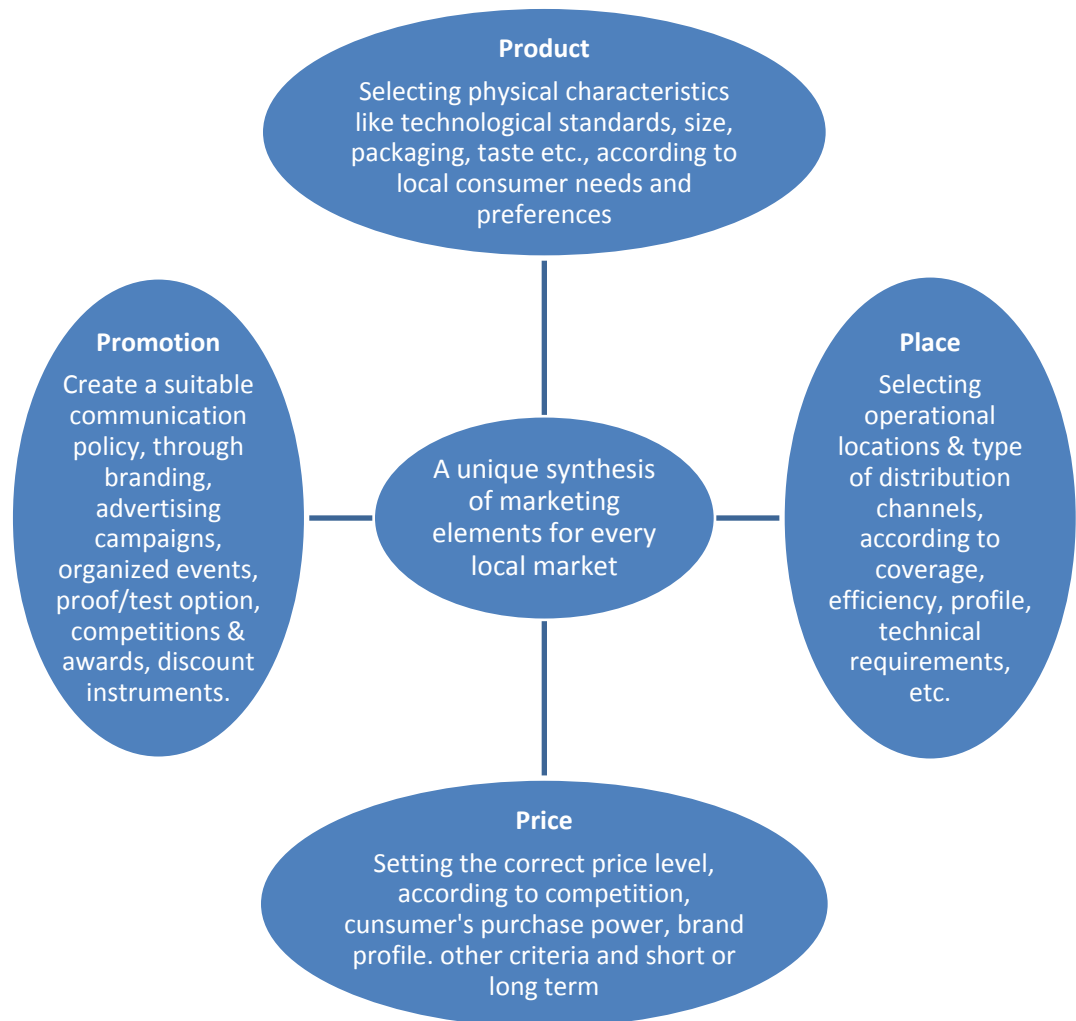 Product
Selecting physical characteristics
like technological standards, size,
packaging, taste etc., according to
local consumer needs and
preferences
Promotion
Create a suitable
communication
policy, through
branding,
advertising
campaigns,
organized events,
proof/test option,
competitions &
awards, discount
instruments.
A unique synthesis
of marketing
elements for every
local market
Place
Selecting
operational
locations & type
of distribution
channels,
according to
coverage,
efficiency, profile,
technical
requirements,
etc.
Price
Setting the correct price level,
according to competition,
cunsumer's purchase power, brand
profile. other criteria and short or
long term